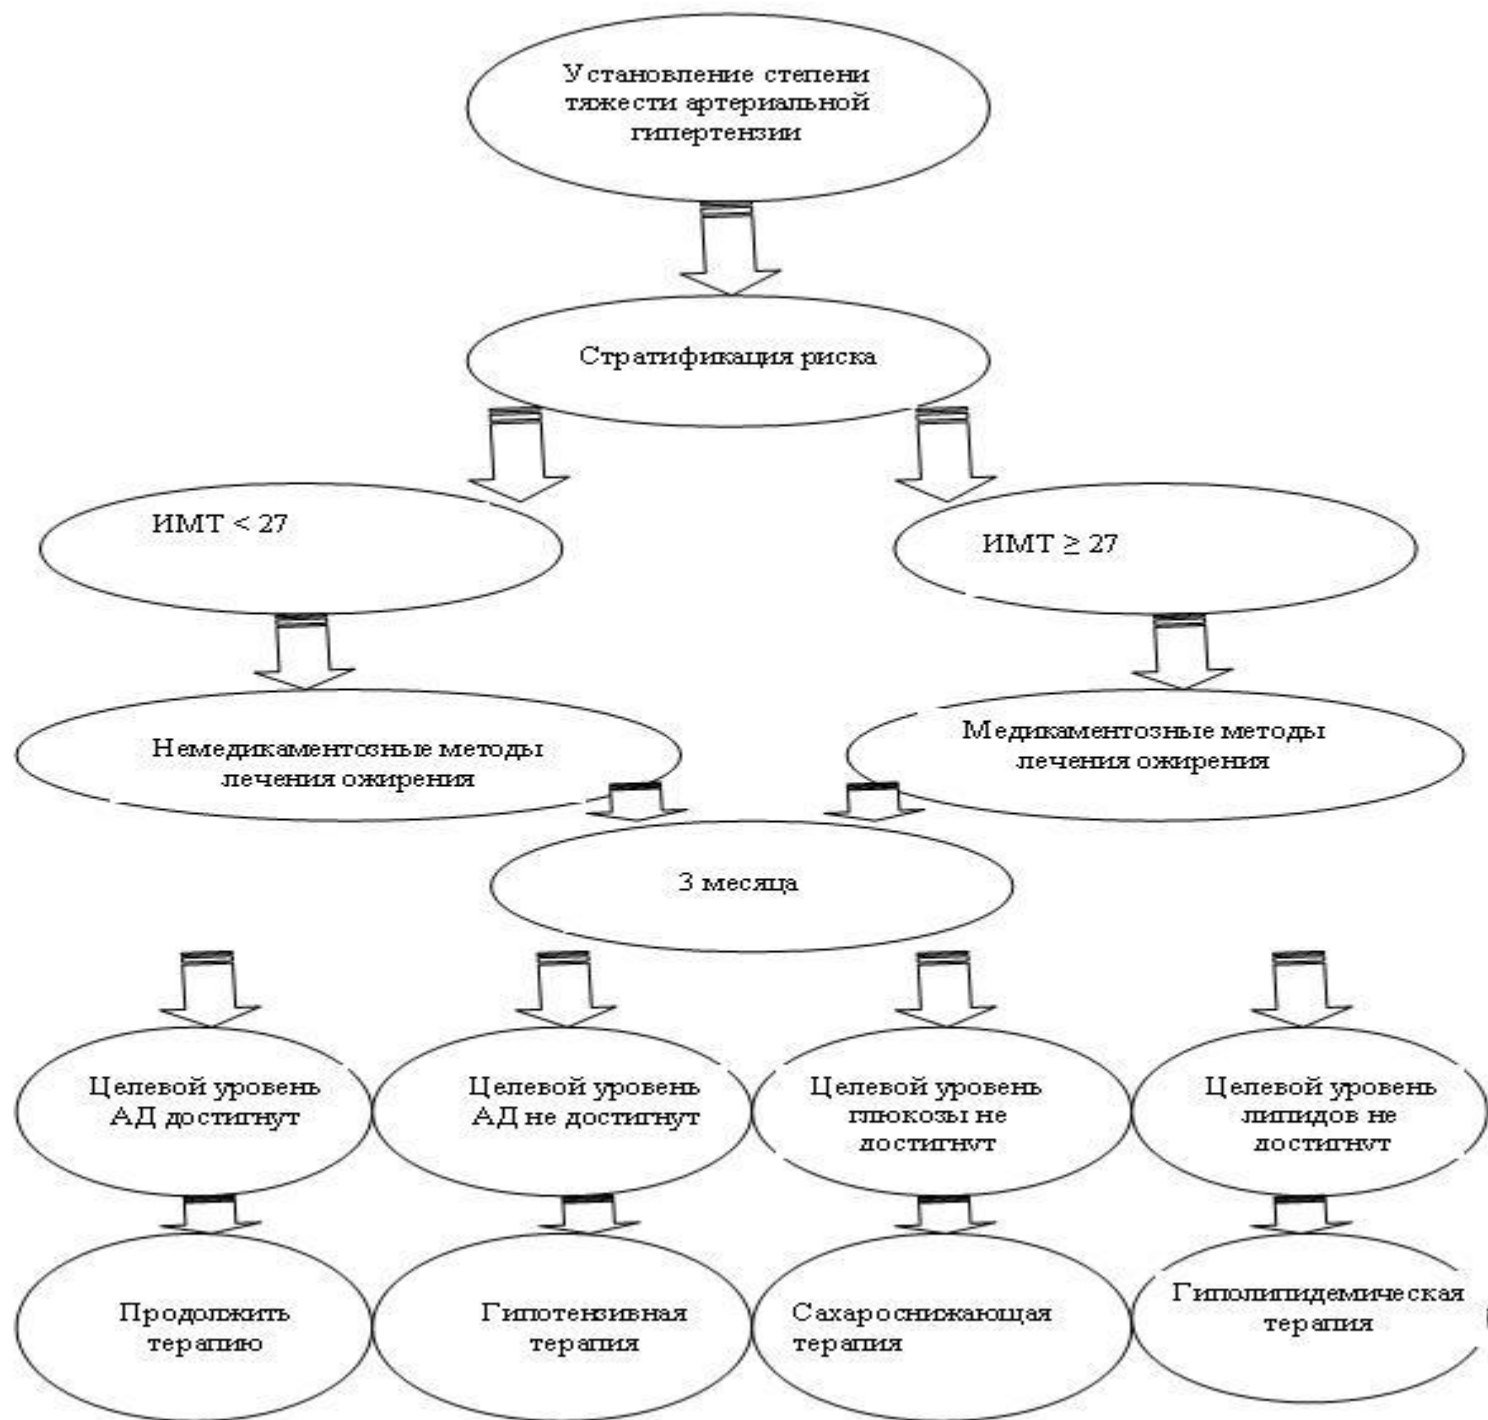 Установление степени
тяжести артериальной
гипертензии
Стратификация риска
ИМТ < 27
ИМТ ≥ 27
Немедикаментозные методы
лечения ожирения
Медикаментозные методы
лечения ожирения
3 месяца
Целевой уровень
АД достигнут
Целевой уровень
АД не достигнут
Целевой уровень
глюкозы не
достигнут
Целевой уровень
липидов не
достигнут
Продолжить
терапию
Гипотензивная
терапия
Сахароснижающая
терапия
Гиполипидемическая
терапия